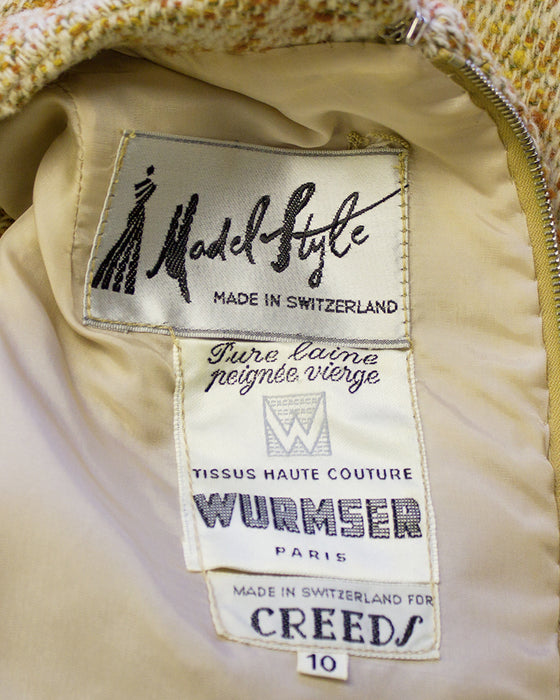 Model Style
MADE IN SWITZERLAND
Pure laine
peignée vierge
W
TISSUS HAUTE COUTURE
WURMSER
PARIS
MADE IN SWITZERLAND FOR
CREEDS
10